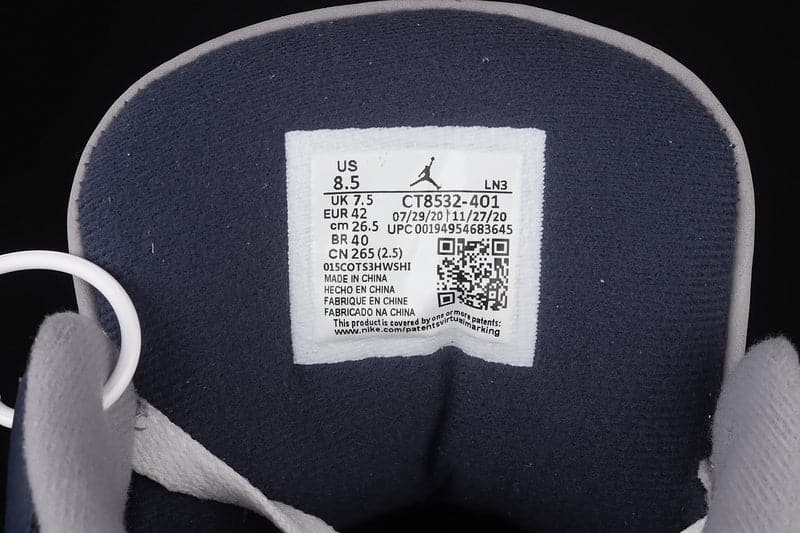 US
8.5
LN3
UK 7.5
CT8532-401
EUR 42
07/29/20 | 11/27/20
cm 26.5
UPC 00194954683645
BR 40
CN 265 (2.5)
015COTS3HWSHI
MADE IN CHINA
HECHO EN CHINA
FABRIQUE EN CHINE
FABRICADO NA CHINA
This product is covered by one or more patents:
www.nike.com/patentsvirtualmarking